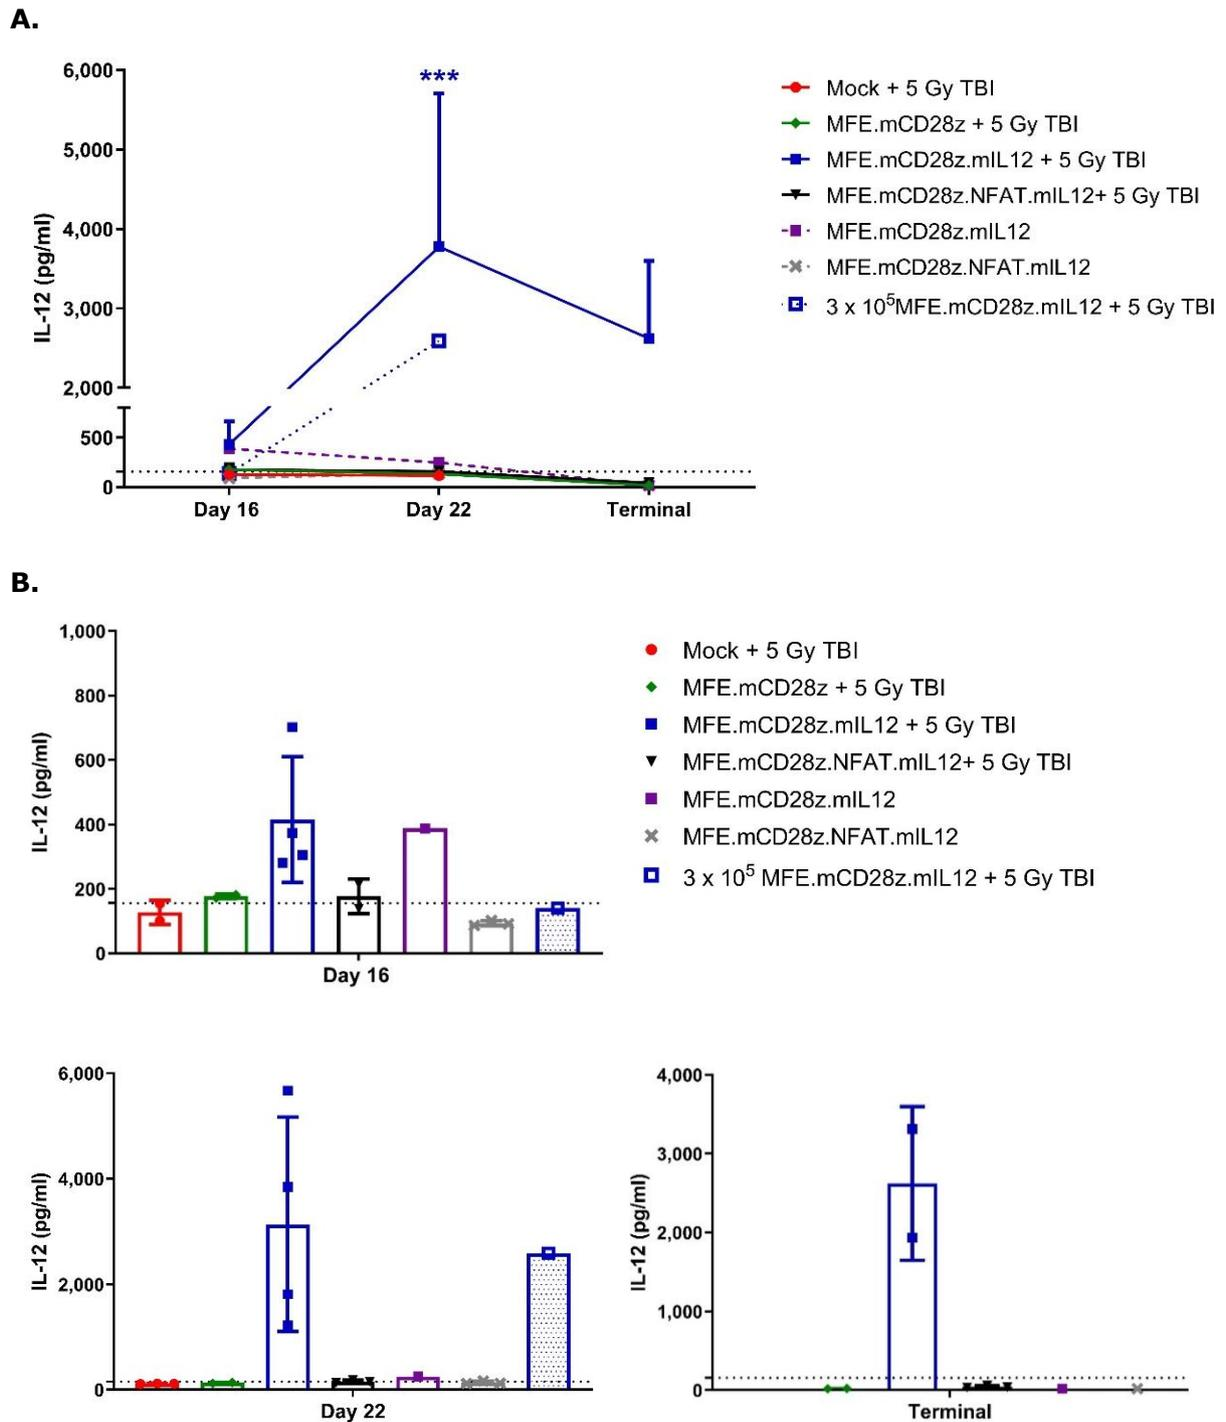 A.
6,000
***
5,000
4,000
3,000
2,000
500
0
IL-12 (pg/ml)
Day 16
Day 22
Terminal
Mock + 5 Gy TBI
MFE.mCD28z + 5 Gy TBI
MFE.mCD28z.mIL12 + 5 Gy TBI
MFE.mCD28z.NFAT.mIL12+ 5 Gy TBI
MFE.mCD28z.mIL12
MFE.mCD28z.NFAT.mIL12
3 x 10⁵MFE.mCD28z.mIL12 + 5 Gy TBI
B.
1,000
800
600
400
200
0
IL-12 (pg/ml)
Day 16
Mock + 5 Gy TBI
MFE.mCD28z + 5 Gy TBI
MFE.mCD28z.mIL12 + 5 Gy TBI
MFE.mCD28z.NFAT.mIL12+ 5 Gy TBI
MFE.mCD28z.mIL12
MFE.mCD28z.NFAT.mIL12
3 x 10⁵ MFE.mCD28z.mIL12 + 5 Gy TBI
6,000
4,000
2,000
0
IL-12 (pg/ml)
Day 22
4,000
3,000
2,000
1,000
0
IL-12 (pg/ml)
Terminal